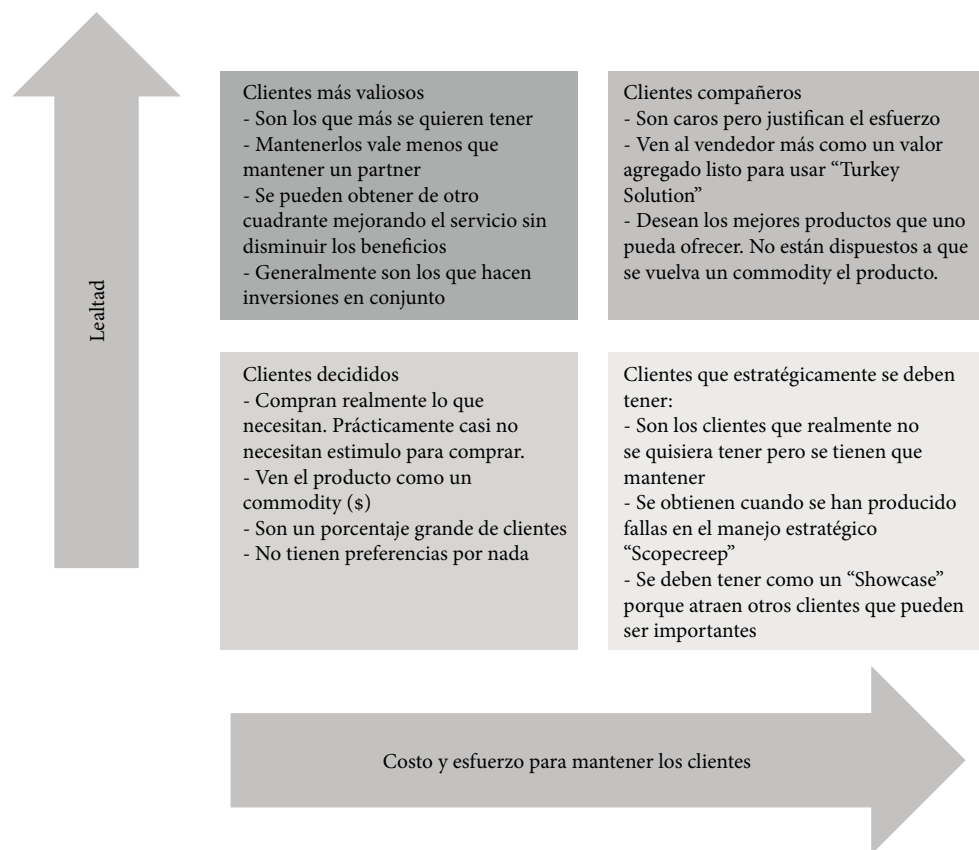 Clientes más valiosos
- Son los que más se quieren tener
- Mantenerlos vale menos que
mantener un partner
- Se pueden obtener de otro
cuadrante mejorando el servicio sin
disminuir los beneficios
- Generalmente son los que hacen
inversiones en conjunto
Clientes compañeros
- Son caros pero justifican el esfuerzo
- Ven al vendedor más como un valor
agregado listo para usar “Turkey
Solution”
- Desean los mejores productos que uno
pueda ofrecer. No están dispuestos a que
se vuelva un commodity el producto.
Lealtad
Clientes decididos
- Compran realmente lo que
necesitan. Prácticamente casi no
necesitan estimulo para comprar.
- Ven el producto como un
commodity ($)
- Son un porcentaje grande de clientes
- No tienen preferencias por nada
Clientes que estratégicamente se deben
tener:
- Son los clientes que realmente no
se quisiera tener pero se tienen que
mantener
- Se obtienen cuando se han producido
fallas en el manejo estratégico
“Scopecreep”
- Se deben tener como un “Showcase”
porque atraen otros clientes que pueden
ser importantes
Costo y esfuerzo para mantener los clientes